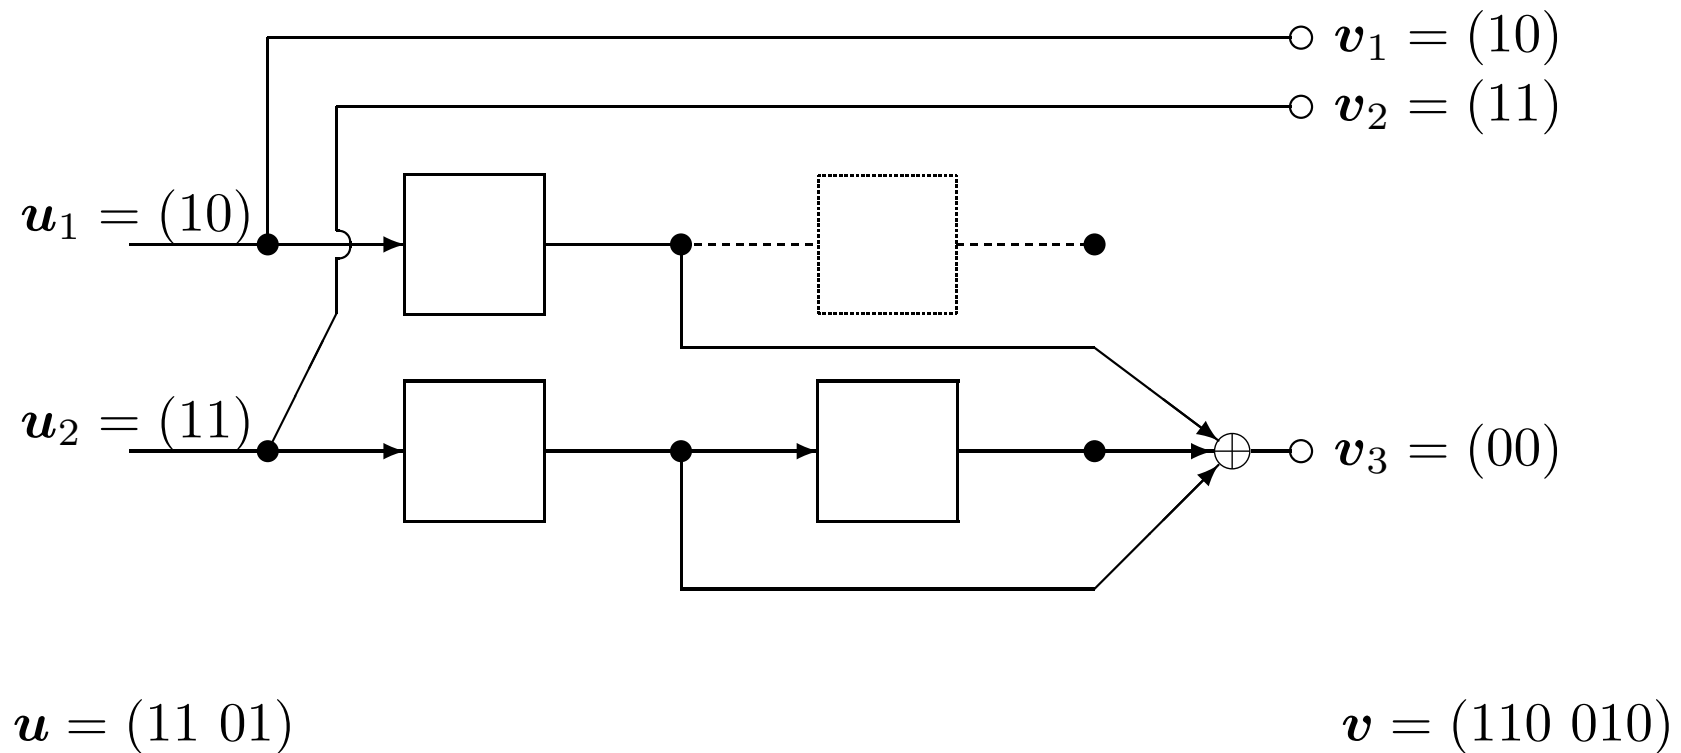 v₁ = (10)
v₂ = (11)
u₁ = (10)
u₂ = (11)
v₃ = (00)
u = (11 01)
v = (110 010)